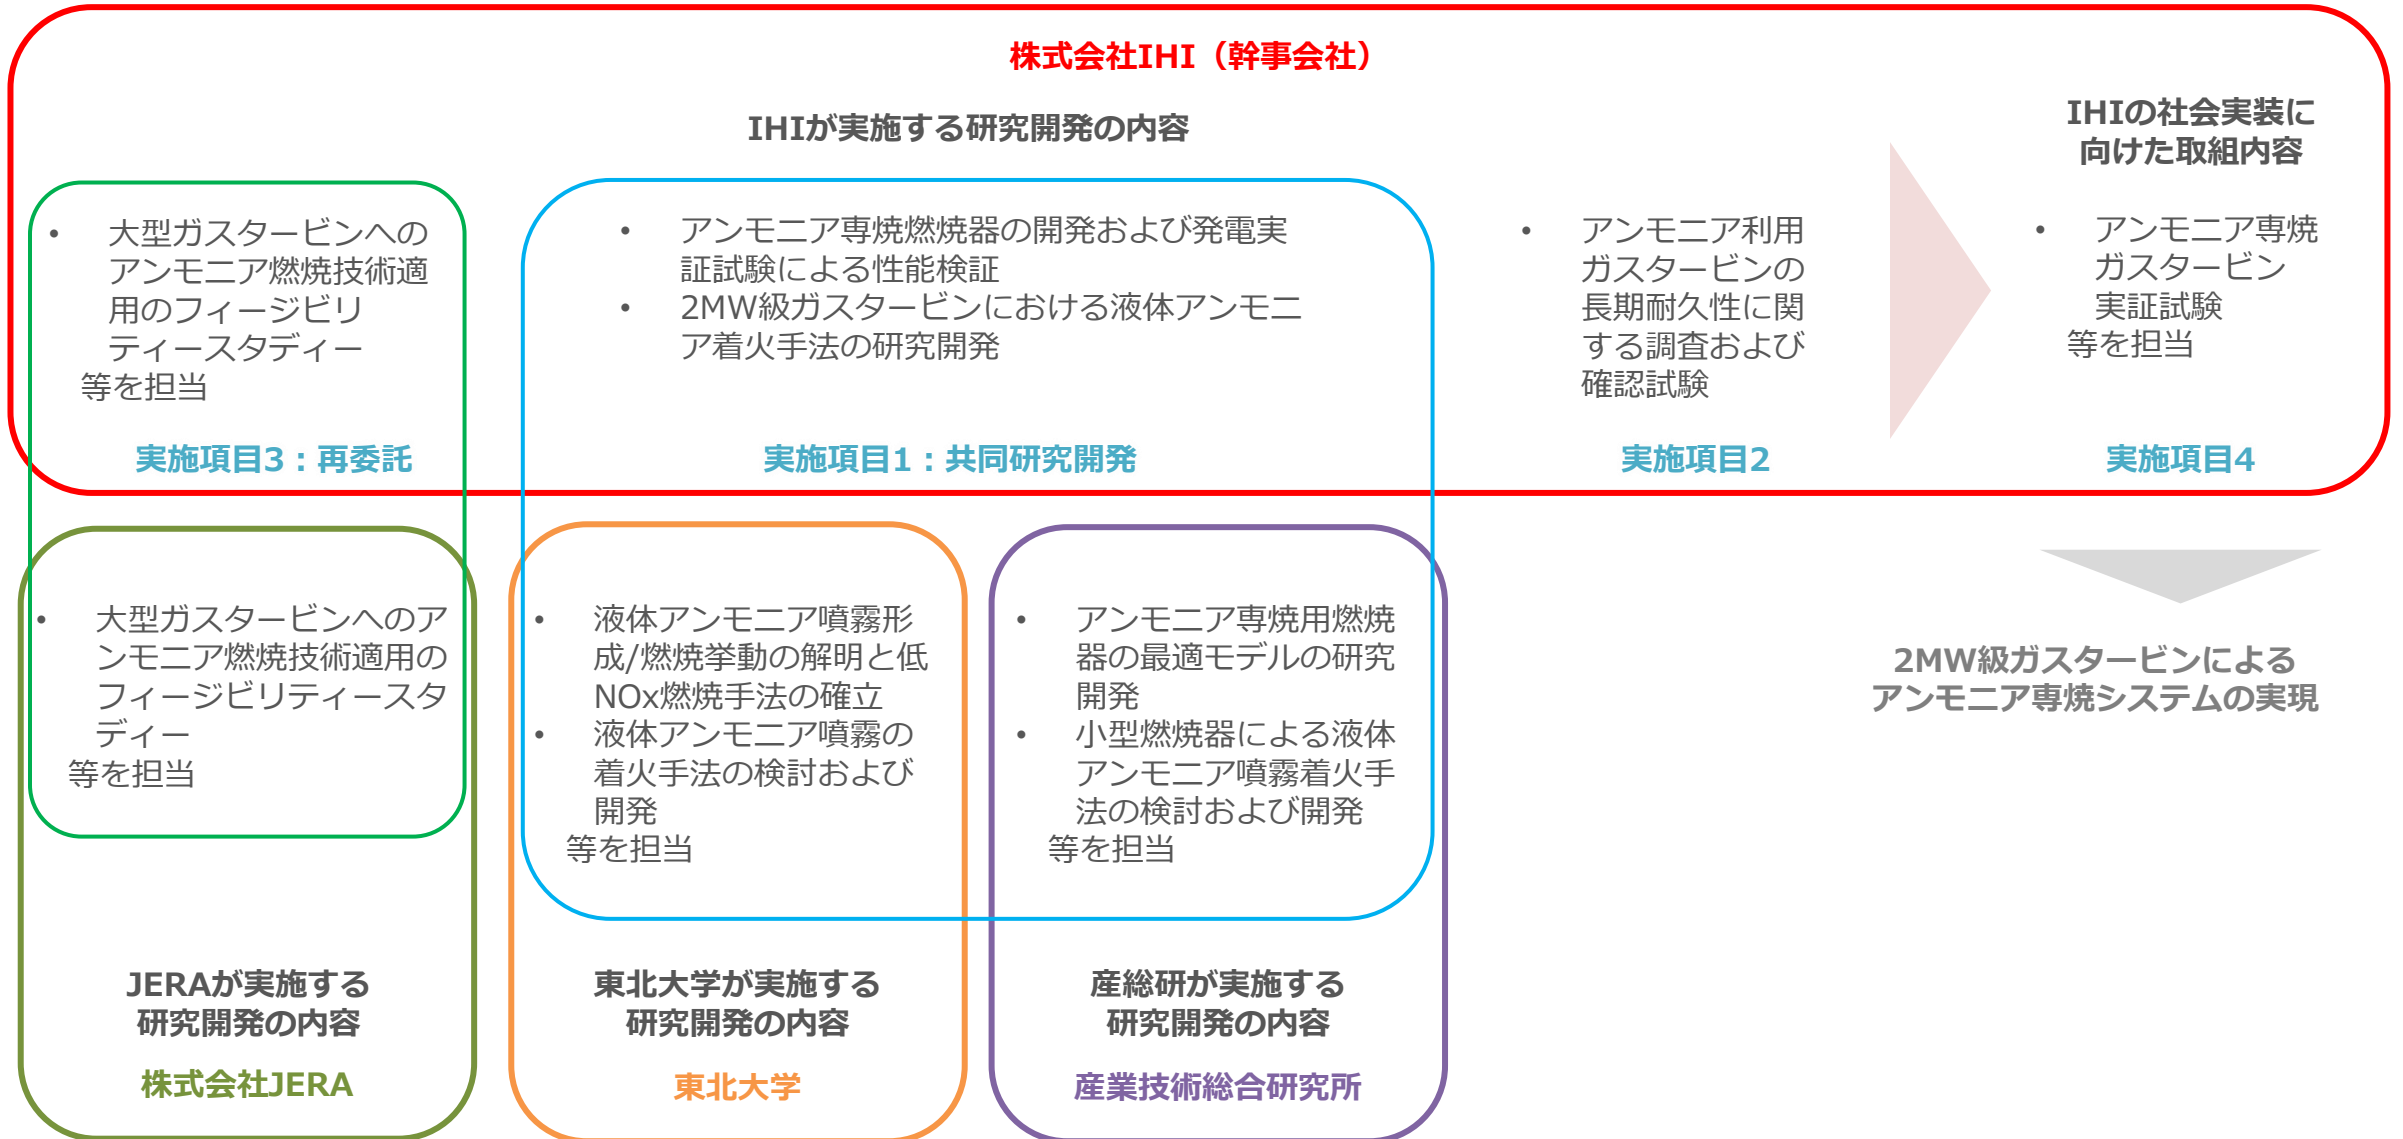 株式会社IHI（幹事会社）
IHIが実施する研究開発の内容
IHIの社会実装に
向けた取組内容
• 大型ガスタービンへの
アンモニア燃焼技術適
用のフィージビリ
ティースタディー
等を担当
実施項目3：再委託
• アンモニア専焼燃焼器の開発および発電実
証試験による性能検証
• 2MW級ガスタービンにおける液体アンモニ
ア着火手法の研究開発
実施項目1：共同研究開発
• アンモニア利用
ガスタービンの
長期耐久性に関
する調査および
確認試験
実施項目2
• アンモニア専焼
ガスタービン
実証試験
等を担当
実施項目4
• 大型ガスタービンへのア
ンモニア燃焼技術適用の
フィージビリティースタ
ディー
等を担当
JERAが実施する
研究開発の内容
株式会社JERA
• 液体アンモニア噴霧形
成/燃焼挙動の解明と低
NOx燃焼手法の確立
• 液体アンモニア噴霧の
着火手法の検討および
開発
等を担当
東北大学が実施する
研究開発の内容
東北大学
• アンモニア専焼用燃焼
器の最適モデルの研究
開発
• 小型燃焼器による液体
アンモニア噴霧着火手
法の検討および開発
等を担当
産総研が実施する
研究開発の内容
産業技術総合研究所
2MW級ガスタービンによる
アンモニア専焼システムの実現